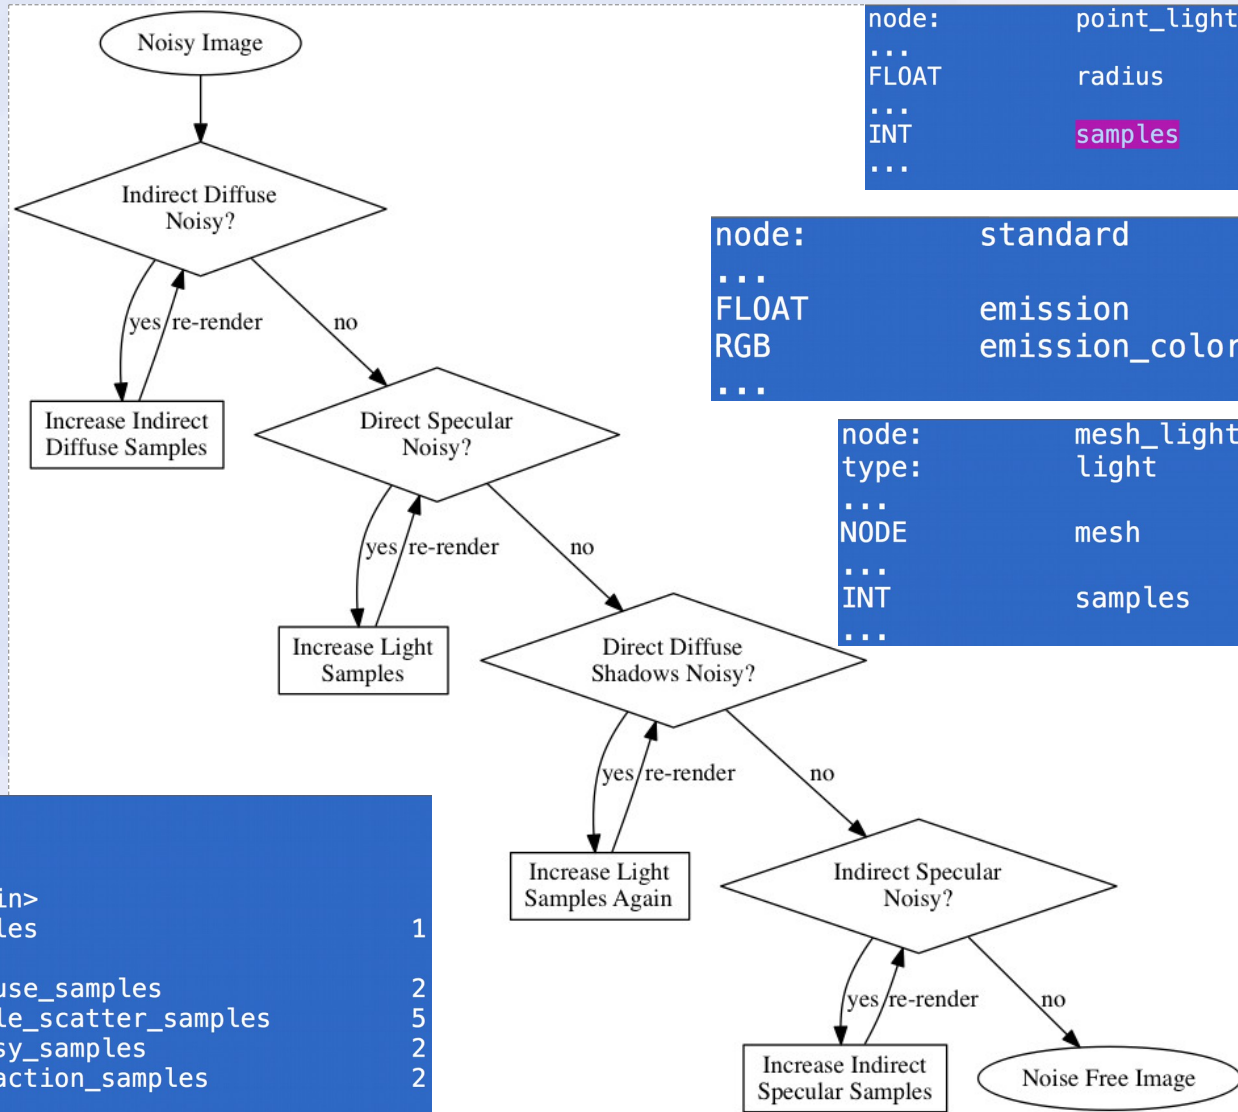 Noisy Image
Indirect Diffuse
Noisy?
yes
re-render
no
Increase Indirect
Diffuse Samples
Direct Specular
Noisy?
yes
re-render
no
Increase Light
Samples
Direct Diffuse
Shadows Noisy?
yes
re-render
no
Increase Light
Samples Again
Indirect Specular
Noisy?
yes
re-render
no
Increase Indirect
Specular Samples
Noise Free Image
node: point_light
...
FLOAT radius
...
INT samples
...
node: standard
...
FLOAT emission
RGB emission_color
...
node: mesh_light
type: light
...
NODE mesh
...
INT samples
...
in>
les 1
use_samples 2
le_scatter_samples 5
sy_samples 2
action_samples 2